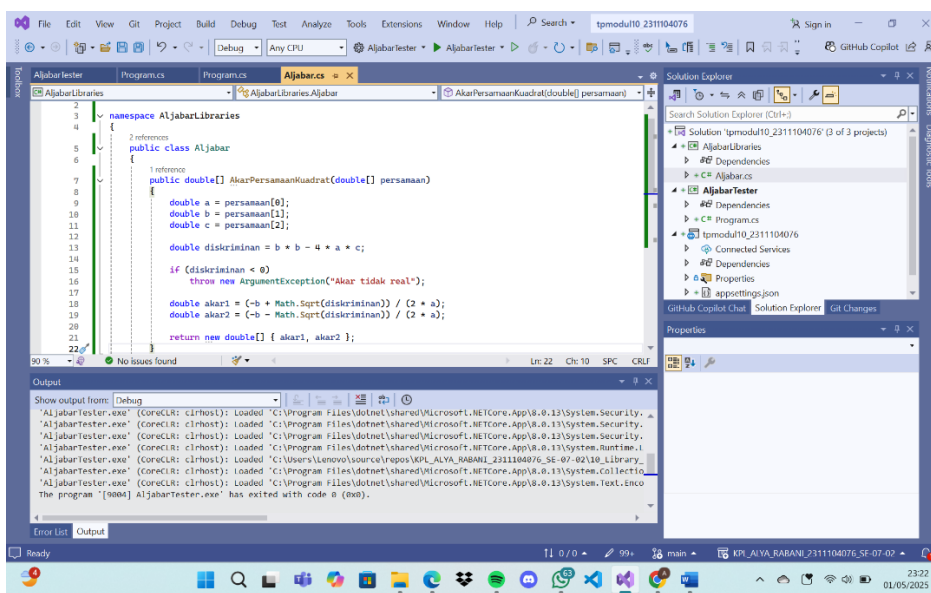 File Edit View Git Project Build Debug Test Analyze Tools Extensions Window Help Search tpmodul10 2311104076 Sign in
Debug Any CPU AljabarTester AljabarTester GitHub Copilot
Toolbox
AljabarTester Program.cs Program.cs Aljabar.cs
AljabarLibraries AljabarLibraries.Aljabar AkarPersamaanKuadrat(double[] persamaan)
2
3 namespace AljabarLibraries
4 {
2 references
5 public class Aljabar
6 {
1 reference
7 public double[] AkarPersamaanKuadrat(double[] persamaan)
8 {
9 double a = persamaan[0];
10 double b = persamaan[1];
11 double c = persamaan[2];
12
13 double diskriminan = b * b - 4 * a * c;
14
15 if (diskriminan < 0)
16 throw new ArgumentException("Akar tidak real");
17
18 double akar1 = (-b + Math.Sqrt(diskriminan)) / (2 * a);
19 double akar2 = (-b - Math.Sqrt(diskriminan)) / (2 * a);
20
21 return new double[] { akar1, akar2 };
22 }
90 % No issues found Ln: 22 Ch: 10 SPC CRLF
Output
Show output from: Debug
'AljabarTester.exe' (CoreCLR: clrhost): Loaded 'C:\Program Files\dotnet\shared\Microsoft.NETCore.App\8.0.13\System.Security.
'AljabarTester.exe' (CoreCLR: clrhost): Loaded 'C:\Program Files\dotnet\shared\Microsoft.NETCore.App\8.0.13\System.Security.
'AljabarTester.exe' (CoreCLR: clrhost): Loaded 'C:\Program Files\dotnet\shared\Microsoft.NETCore.App\8.0.13\System.Security.
'AljabarTester.exe' (CoreCLR: clrhost): Loaded 'C:\Program Files\dotnet\shared\Microsoft.NETCore.App\8.0.13\System.Runtime.L
'AljabarTester.exe' (CoreCLR: clrhost): Loaded 'C:\Users\Lenovo\source\repos\KPL_ALYA_RABANI_2311104076_SE-07-02\10_Library_
'AljabarTester.exe' (CoreCLR: clrhost): Loaded 'C:\Program Files\dotnet\shared\Microsoft.NETCore.App\8.0.13\System.Collectio
'AljabarTester.exe' (CoreCLR: clrhost): Loaded 'C:\Program Files\dotnet\shared\Microsoft.NETCore.App\8.0.13\System.Text.Enco
The program '[9004] AljabarTester.exe' has exited with code 0 (0x0).
Error List Output
Solution Explorer
Search Solution Explorer (Ctrl+;)
Solution 'tpmodul10_2311104076' (3 of 3 projects)
AljabarLibraries
Dependencies
C# Aljabar.cs
AljabarTester
Dependencies
C# Program.cs
tpmodul10_2311104076
Connected Services
Dependencies
Properties
appsettings.json
GitHub Copilot Chat Solution Explorer Git Changes
Properties
Notifications
Diagnostic Tools
Ready 0 / 0 99+ main KPL_ALYA_RABANI_2311104076_SE-07-02
4
63
23:22
01/05/2025